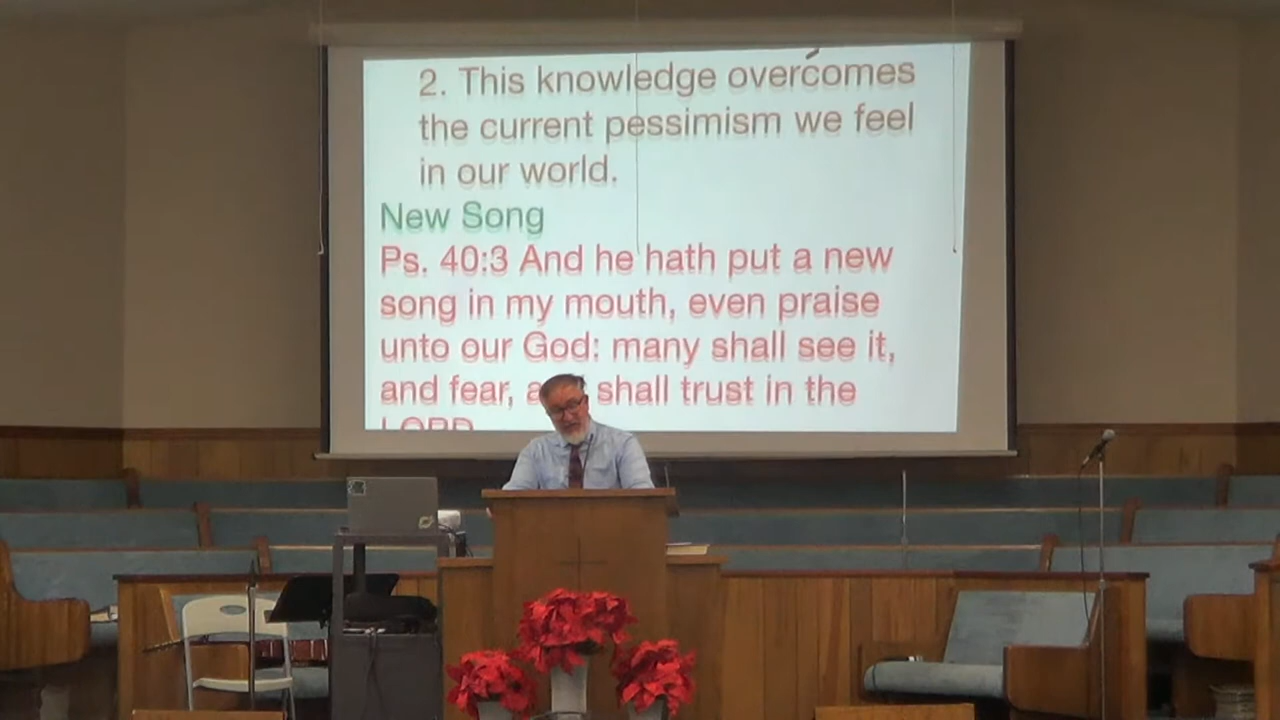 2. This knowledge overcomes
the current pessimism we feel
in our world.
New Song
Ps. 40:3 And he hath put a new
song in my mouth, even praise
unto our God: many shall see it,
and fear, shall trust in the
LORD